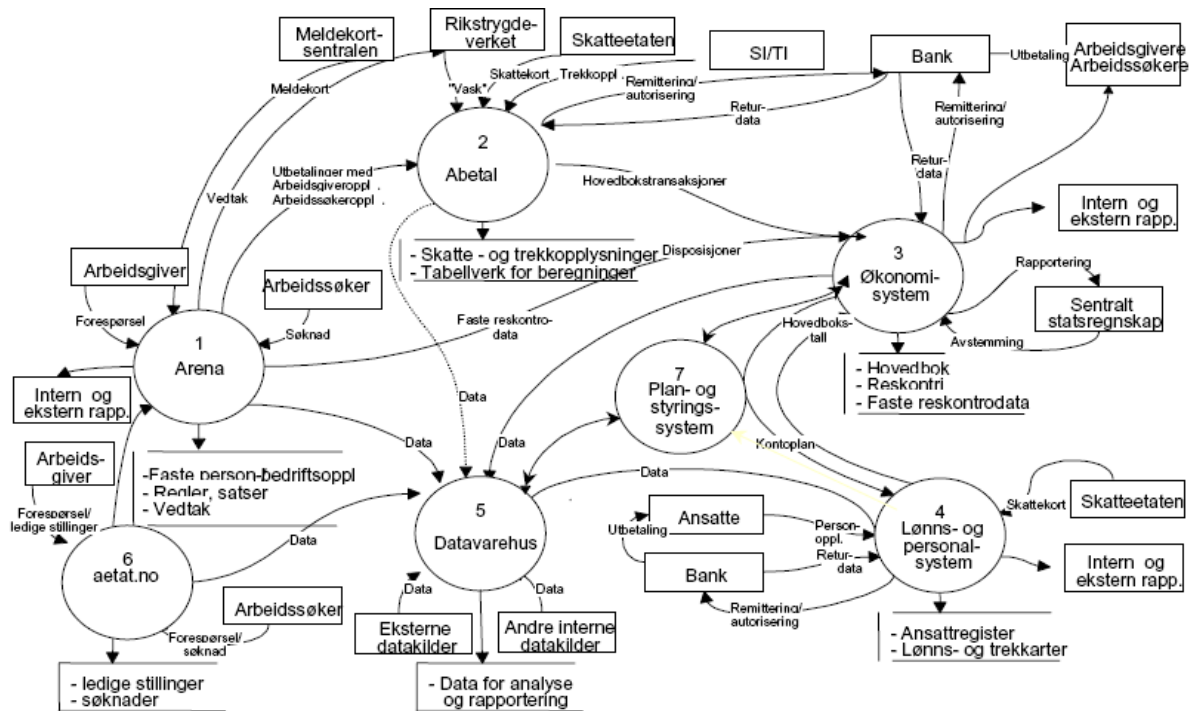 Meldekort-
sentralen
Rikstrygde-
verket
Skatteetaten
SI/TI
Bank
Utbetaling
Arbeidsgivere
Arbeidssøkere
Meldekort
"Vask"
Skattekort
Trekkoppl.
Remittering/
autorisering
Retur-
data
Remittering/
autorisering
Retur-
data
2
Abetal
Utbetalinger med
Arbeidsgiveroppl .
Arbeidssøkeroppl.
Vedtak
Hovedbokstransaksjoner
Intern og
ekstern rapp.
- Skatte - og trekkopplysninger
- Tabellverk for beregninger
Disposisjoner
3
Økonomi-
system
Rapportering
Sentralt
statsregnskap
Avstemming
Arbeidsgiver
Arbeidssøker
Forespørsel
Søknad
1
Arena
Faste reskontro-
data
Hovedboks-
tall
- Hovedbok
- Reskontri
- Faste reskontrodata
7
Plan- og
styrings-
system
Intern og
ekstern rapp.
Data
Data
Data
Kontoplan
Data
Arbeids-
giver
-Faste person-bedriftsoppl
- Regler, satser
- Vedtak
Forespørsel/
ledige stillinger
5
Datavarehus
Ansatte
Utbetaling
Person-
oppl.
Bank
Retur-
data
Remittering/
autorisering
4
Lønns- og
personal-
system
Skattekort
Skatteetaten
Intern og
ekstern rapp.
6
aetat.no
Data
Arbeidssøker
Forespørsel/
søknad
Data
Data
Eksterne
datakilder
Andre interne
datakilder
- Ansattregister
- Lønns- og trekkarter
- ledige stillinger
- søknader
- Data for analyse
og rapportering